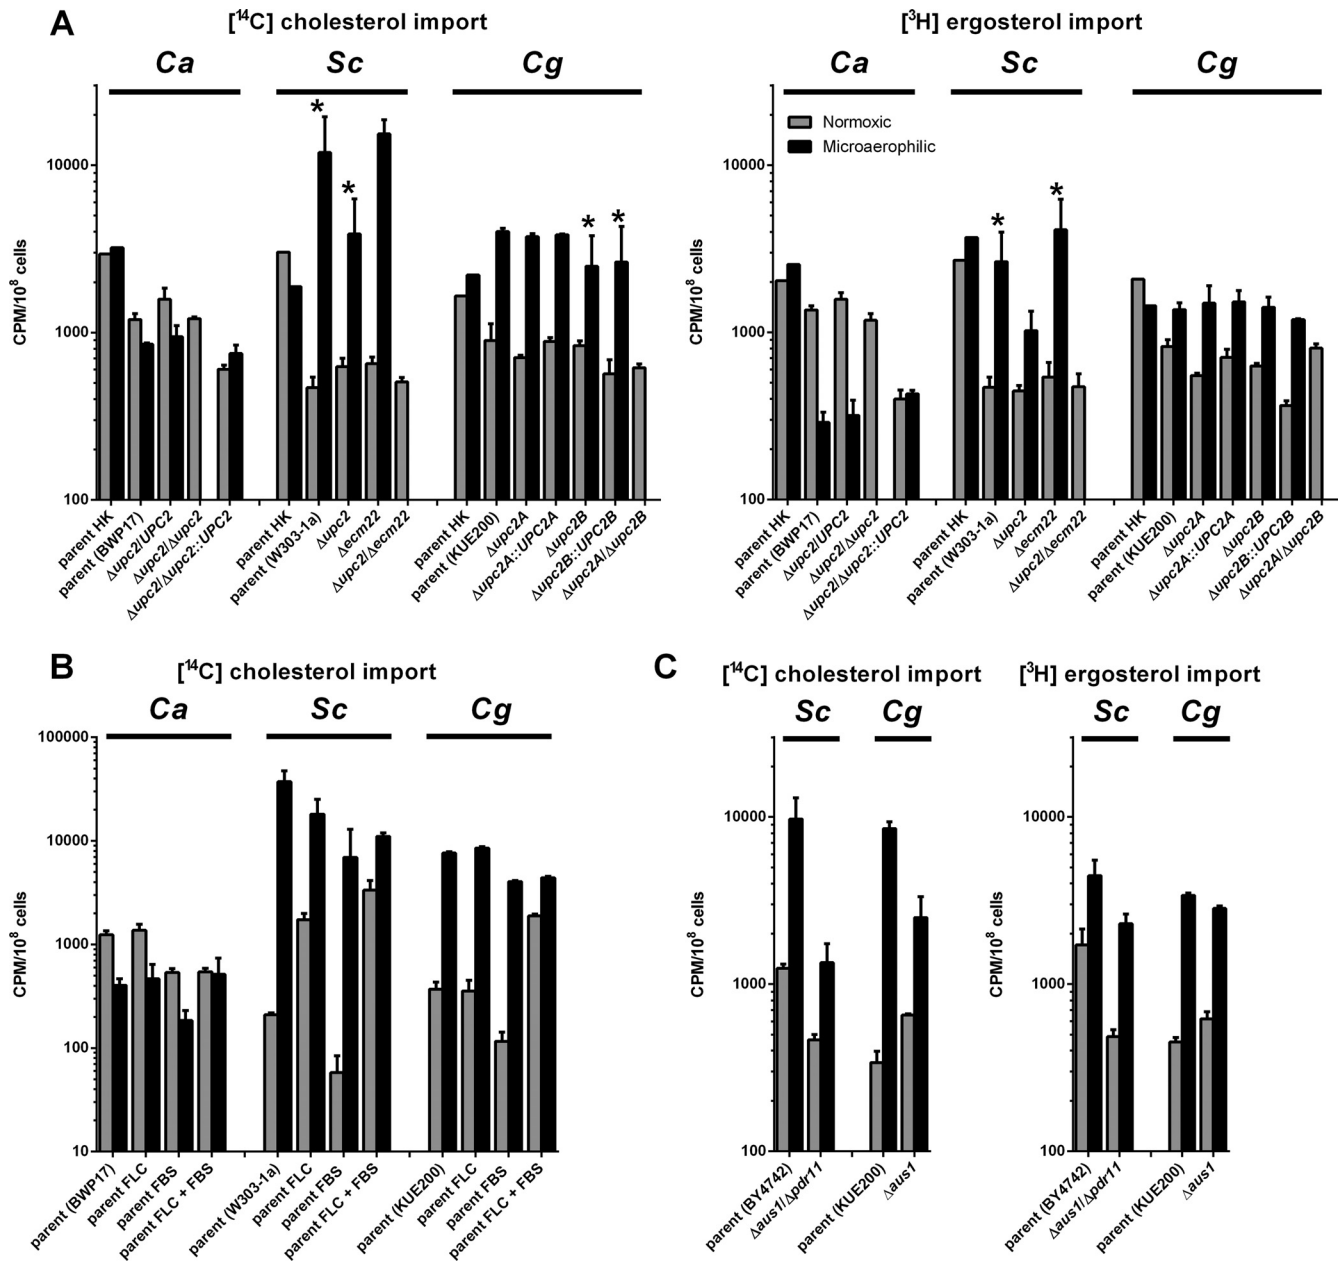 A
[¹⁴C] cholesterol import
Ca
Sc
Cg
CPM/10⁸ cells
10000
1000
100
*
*
*
*
parent HK
parent (BWP17)
Δupc2/UPC2
Δupc2/Δupc2
Δupc2/Δupc2::UPC2
parent HK
parent (W303-1a)
Δupc2
Δecm22
Δupc2/Δecm22
parent HK
parent (KUE200)
Δupc2A
Δupc2A::UPC2A
Δupc2B
Δupc2B::UPC2B
Δupc2A/Δupc2B
[³H] ergosterol import
Ca
Sc
Cg
Normoxic
Microaerophilic
CPM/10⁸ cells
10000
1000
100
*
*
parent HK
parent (BWP17)
Δupc2/UPC2
Δupc2/Δupc2
Δupc2/Δupc2::UPC2
parent HK
parent (W303-1a)
Δupc2
Δecm22
Δupc2/Δecm22
parent HK
parent (KUE200)
Δupc2A
Δupc2A::UPC2A
Δupc2B
Δupc2B::UPC2B
Δupc2A/Δupc2B
B
[¹⁴C] cholesterol import
Ca
Sc
Cg
CPM/10⁸ cells
100000
10000
1000
100
10
parent (BWP17)
parent FLC
parent FBS
parent FLC + FBS
parent (W303-1a)
parent FLC
parent FBS
parent FLC + FBS
parent (KUE200)
parent FLC
parent FBS
parent FLC + FBS
C
[¹⁴C] cholesterol import
Sc
Cg
CPM/10⁸ cells
10000
1000
100
parent (BY4742)
Δaus1/Δpdr11
parent (KUE200)
Δaus1
[³H] ergosterol import
Sc
Cg
CPM/10⁸ cells
10000
1000
100
parent (BY4742)
Δaus1/Δpdr11
parent (KUE200)
Δaus1